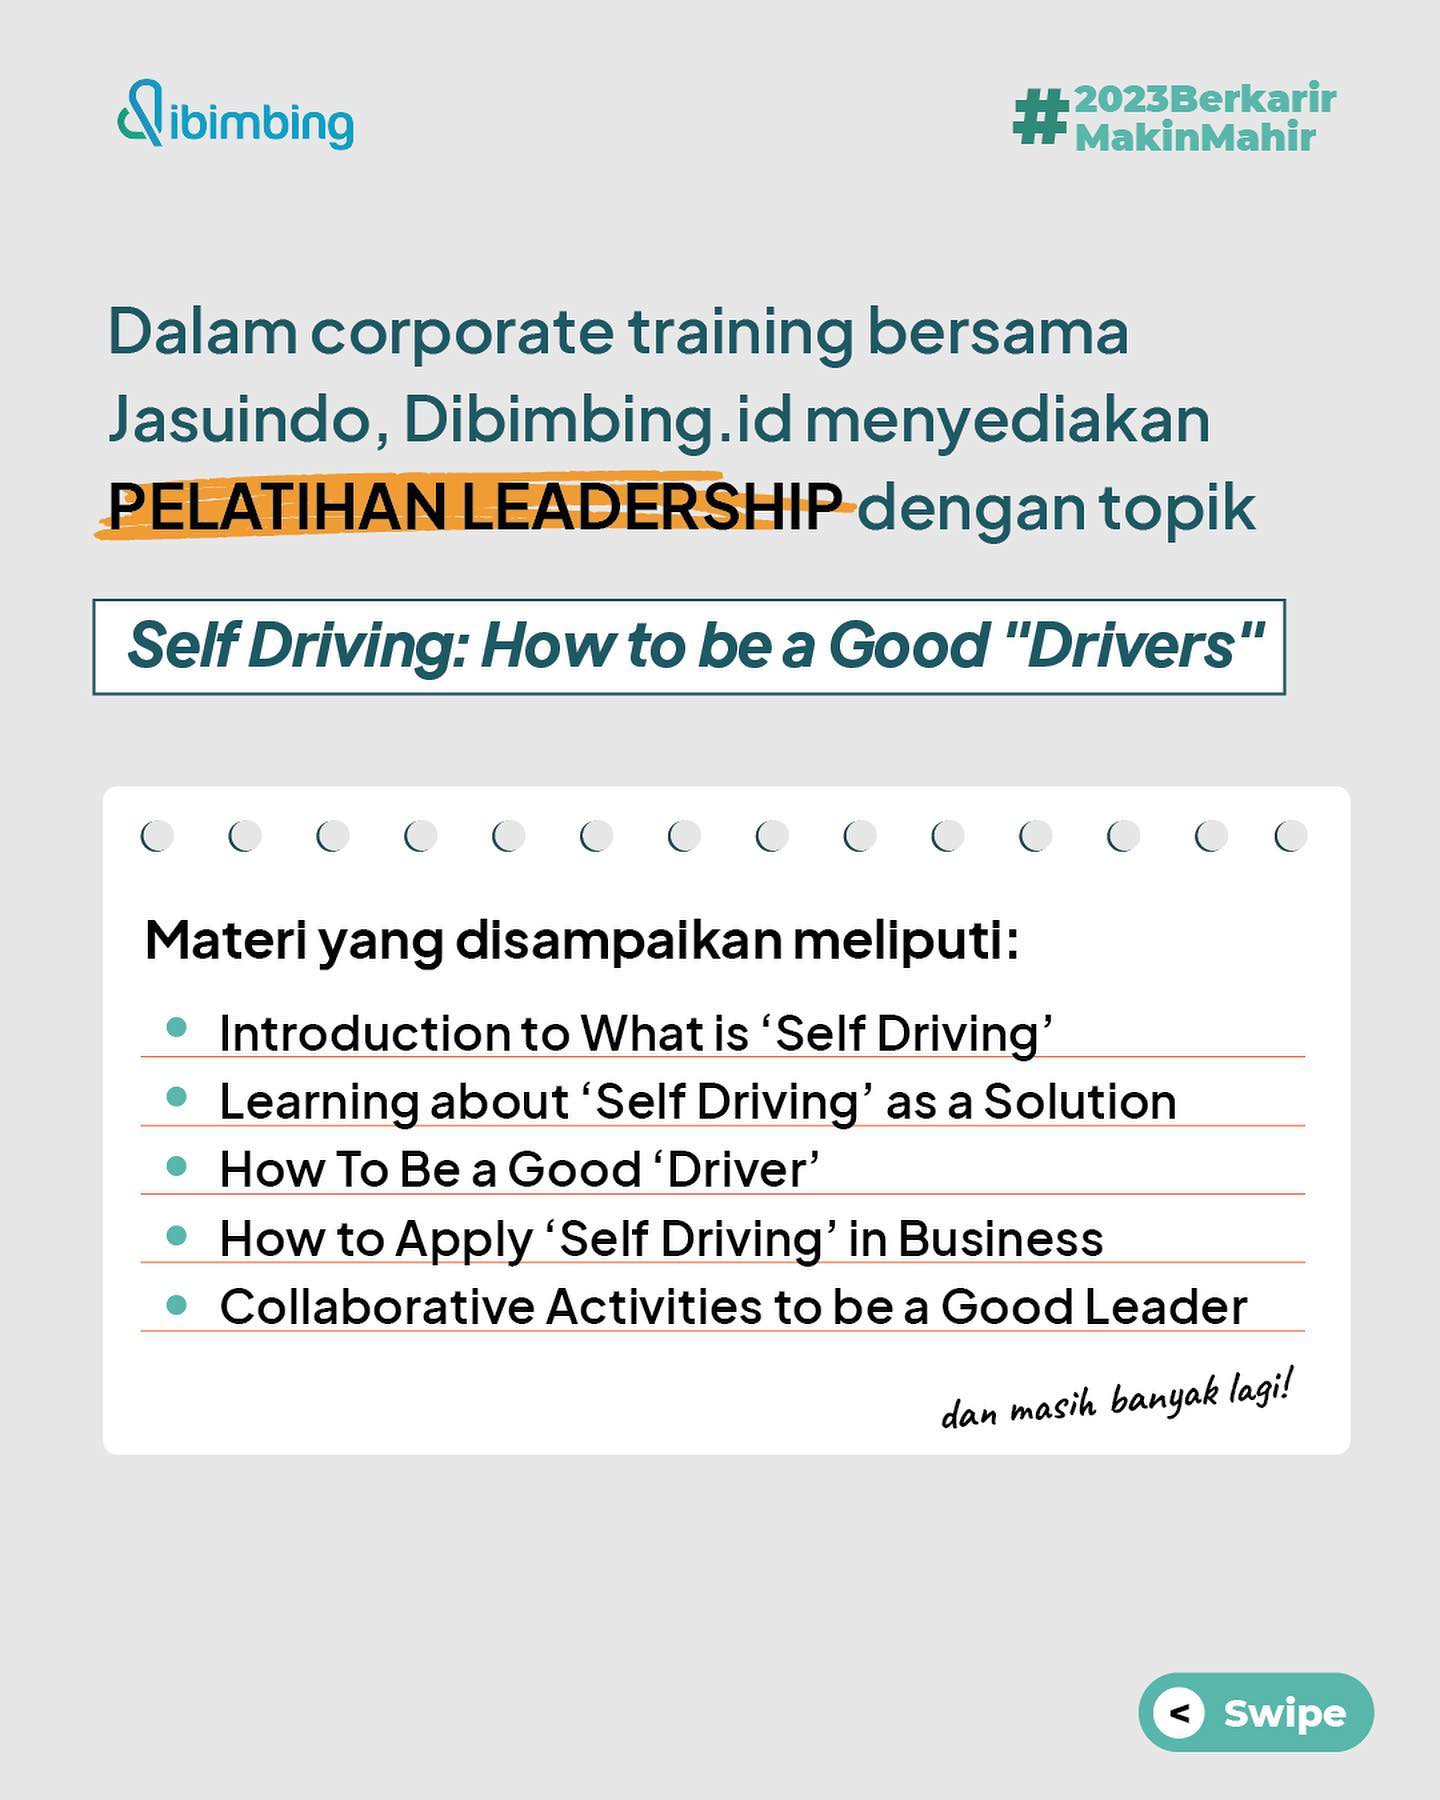 Dibimbing
#2023Berkarir
MakinMahir
Dalam corporate training bersama
Jasuindo, Dibimbing.id menyediakan
PELATIHAN LEADERSHIP dengan topik
Self Driving: How to be a Good "Drivers"
Materi yang disampaikan meliputi:
Introduction to What is ‘Self Driving’
Learning about ‘Self Driving’ as a Solution
How To Be a Good ‘Driver’
How to Apply ‘Self Driving’ in Business
Collaborative Activities to be a Good Leader
dan masih banyak lagi!
< Swipe